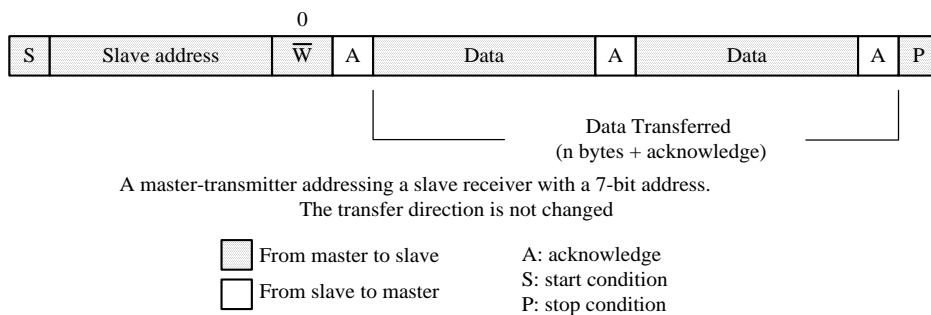 0
S Slave address W̅ A Data A Data A P
Data Transferred
(n bytes + acknowledge)
A master-transmitter addressing a slave receiver with a 7-bit address.
The transfer direction is not changed
From master to slave
From slave to master
A: acknowledge
S: start condition
P: stop condition